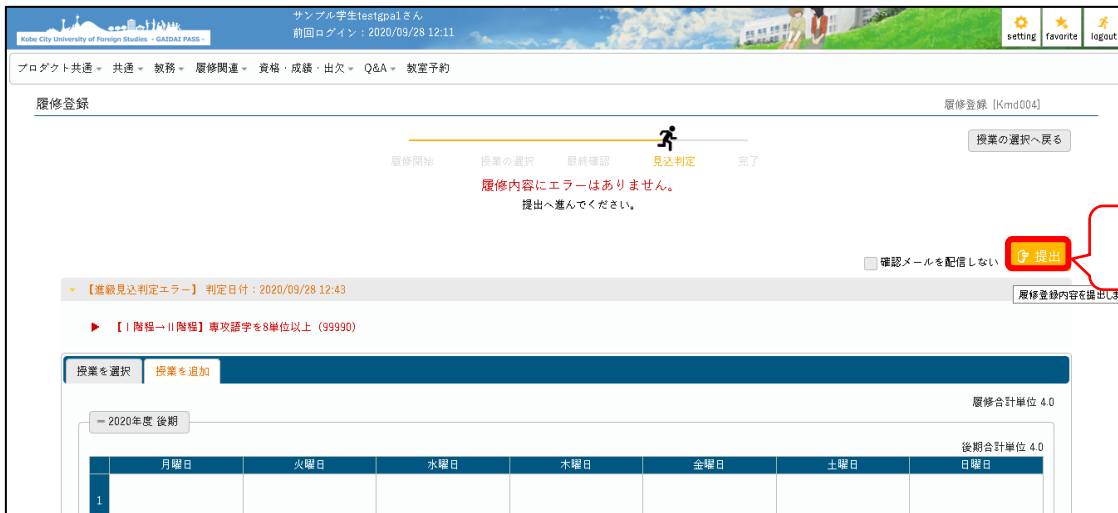 サンプル学生testgpa1さん
Kobe City University of Foreign Studies - GAIDAI PASS -
前回ログイン：2020/09/28 12:11
setting favorite logout
プロダクト共通 共通 教務 履修関連 資格・成績・出欠 Q&A 教室予約
履修登録
履修登録 [Kmd004]
授業の選択へ戻る
履修開始 授業の選択 最終確認 見込判定 完了
履修内容にエラーはありません。
提出へ進んでください。
確認メールを配信しない 提出
【進級見込判定エラー】 判定日付：2020/09/28 12:43
履修登録内容を提出しま
【Ⅰ階程→Ⅱ階程】専攻語学を8単位以上 (99990)
授業を選択 授業を追加
履修合計単位 4.0
2020年度 後期
後期合計単位 4.0
月曜日 火曜日 水曜日 木曜日 金曜日 土曜日 日曜日
1